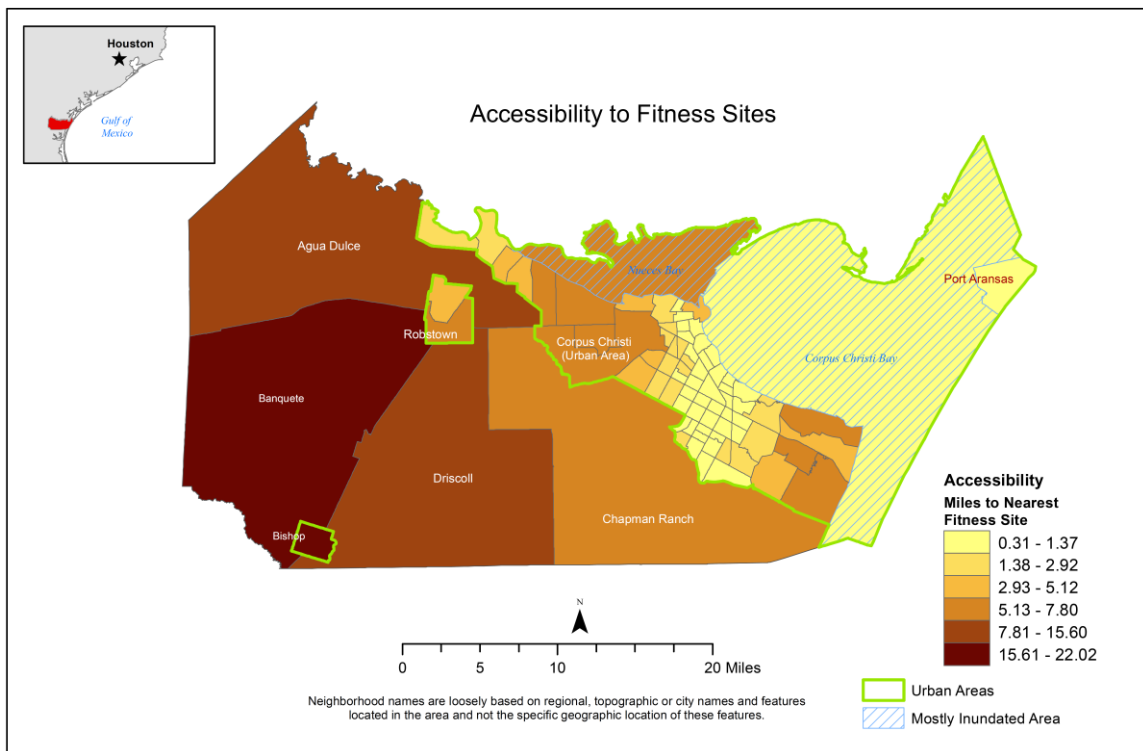 Houston
Gulf of
Mexico
Accessibility to Fitness Sites
Agua Dulce
Nueces Bay
Port Aransas
Robstown
Corpus Christi
(Urban Area)
Corpus Christi Bay
Banquete
Driscoll
Chapman Ranch
Bishop
Accessibility
Miles to Nearest
Fitness Site
0.31 - 1.37
1.38 - 2.92
2.93 - 5.12
5.13 - 7.80
7.81 - 15.60
15.61 - 22.02
Urban Areas
Mostly Inundated Area
N
0 5 10 20 Miles
Neighborhood names are loosely based on regional, topographic or city names and features
located in the area and not the specific geographic location of these features.